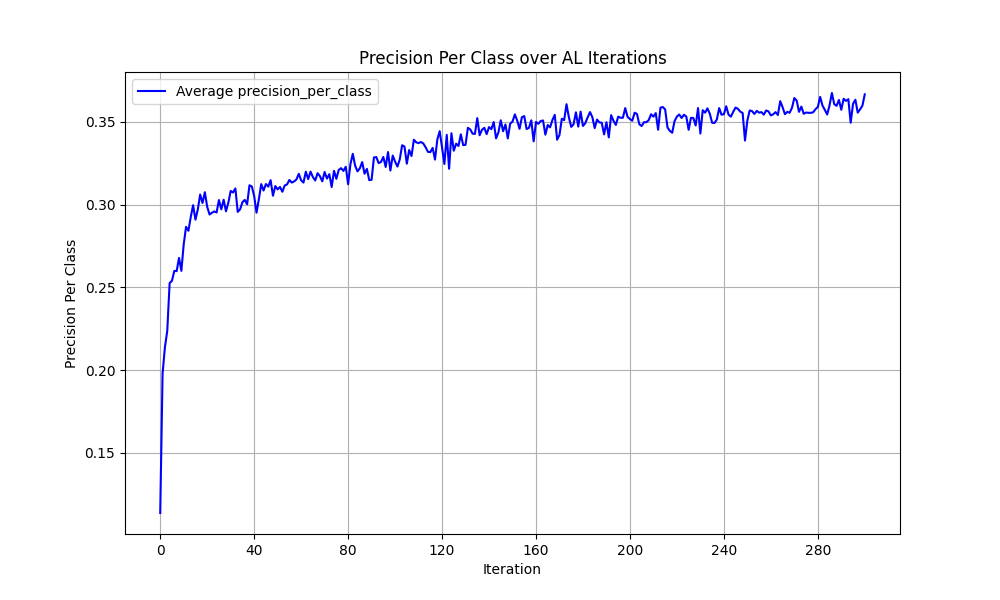 Precision Per Class over AL Iterations
Average precision_per_class
Precision Per Class
0.35
0.30
0.25
0.20
0.15
0 40 80 120 160 200 240 280
Iteration